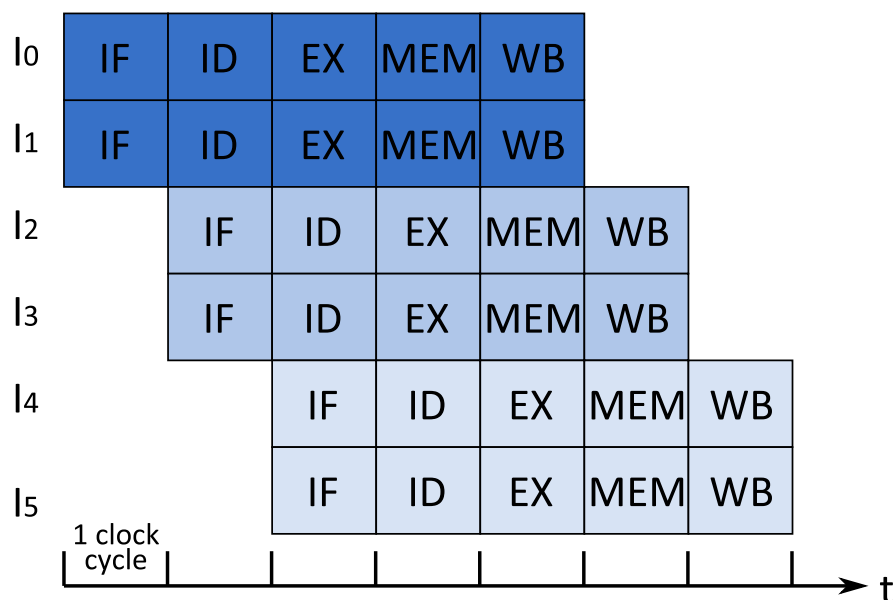 I0 IF ID EX MEM WB
I1 IF ID EX MEM WB
I2 IF ID EX MEM WB
I3 IF ID EX MEM WB
I4 IF ID EX MEM WB
I5 IF ID EX MEM WB
1 clock
cycle
t